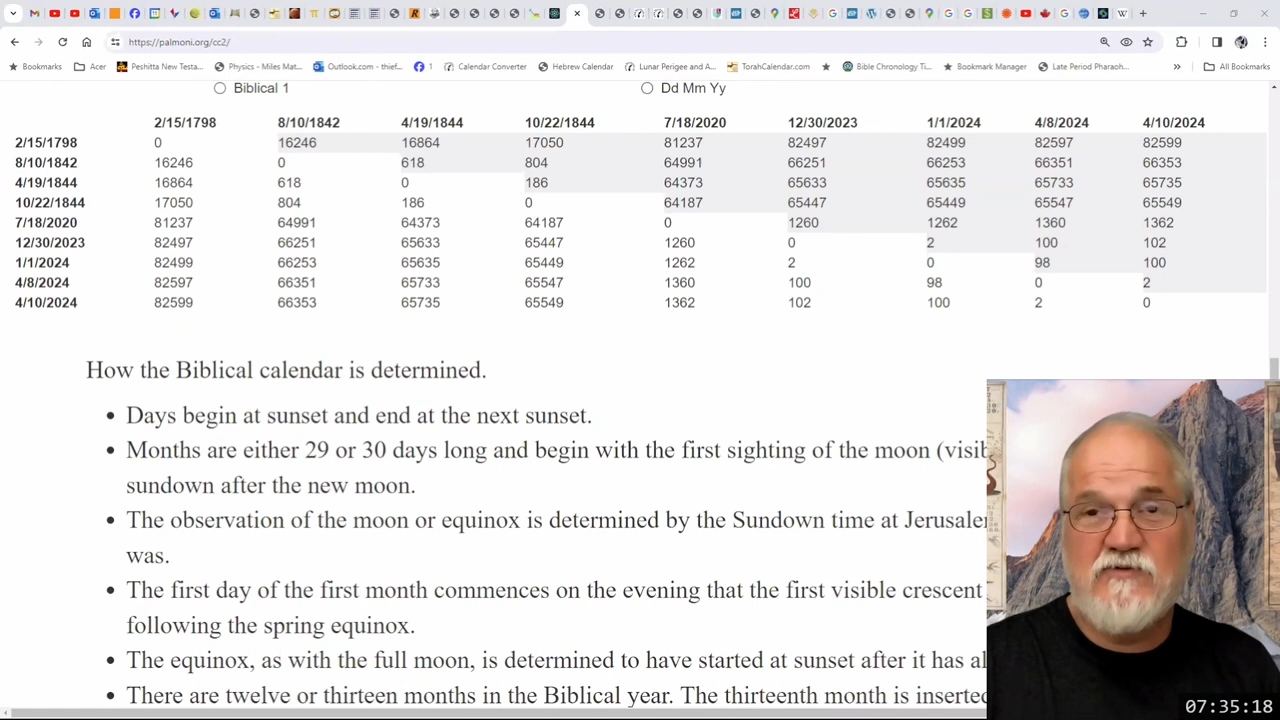 https://palmoni.org/cc2/
Bookmarks Acer Peshitta New Testa... Physics - Miles Mat... Outlook.com - thief... 1 Calendar Converter Hebrew Calendar Lunar Perigee and A... TorahCalendar.com Bible Chronology Ti... Bookmark Manager Late Period Pharaoh... » All Bookmarks
Biblical 1 Dd Mm Yy
2/15/1798 8/10/1842 4/19/1844 10/22/1844 7/18/2020 12/30/2023 1/1/2024 4/8/2024 4/10/2024
2/15/1798 0 16246 16864 17050 81237 82497 82499 82597 82599
8/10/1842 16246 0 618 804 64991 66251 66253 66351 66353
4/19/1844 16864 618 0 186 64373 65633 65635 65733 65735
10/22/1844 17050 804 186 0 64187 65447 65449 65547 65549
7/18/2020 81237 64991 64373 64187 0 1260 1262 1360 1362
12/30/2023 82497 66251 65633 65447 1260 0 2 100 102
1/1/2024 82499 66253 65635 65449 1262 2 0 98 100
4/8/2024 82597 66351 65733 65547 1360 100 98 0 2
4/10/2024 82599 66353 65735 65549 1362 102 100 2 0
How the Biblical calendar is determined.
• Days begin at sunset and end at the next sunset.
• Months are either 29 or 30 days long and begin with the first sighting of the moon (visib
sundown after the new moon.
• The observation of the moon or equinox is determined by the Sundown time at Jerusale
was.
• The first day of the first month commences on the evening that the first visible crescent
following the spring equinox.
• The equinox, as with the full moon, is determined to have started at sunset after it has al
• There are twelve or thirteen months in the Biblical year. The thirteenth month is inserted
07:35:18